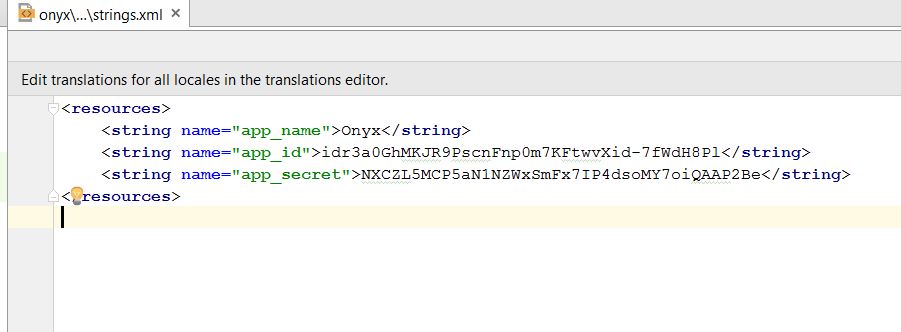 onyx\...\strings.xml
Edit translations for all locales in the translations editor.
<resources>
<string name="app_name">Onyx</string>
<string name="app_id">idr3a0GhMKJR9PscnFnp0m7KFtwvXid-7fWdH8Pl</string>
<string name="app_secret">NXCZL5MCP5aN1NZWxSmFx7IP4dsoMY7oiQAAP2Be</string>
</resources>